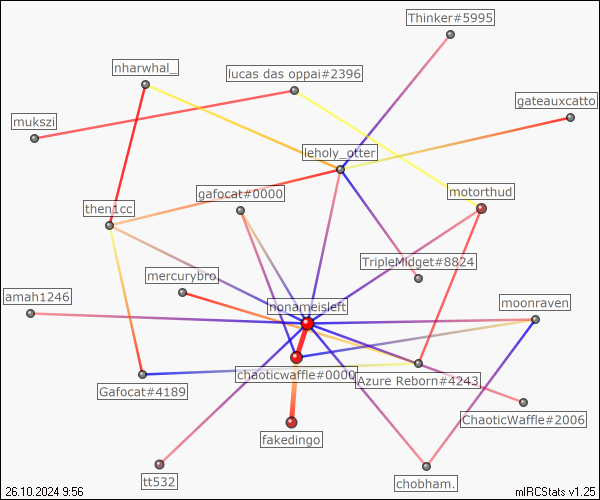 Thinker#5995
nharwhal_
lucas das oppai#2396
gateauxcatto
mukszi
leholy_otter
gafocat#0000
motorthud
then1cc
TripleMidget#8824
mercurybro
amah1246
nonameisleft
moonraven
chaoticwaffle#0000
Azure Reborn#4243
Gafocat#4189
ChaoticWaffle#2006
fakedingo
tt532
chobham.
26.10.2024 9:56
mIRCStats v1.25